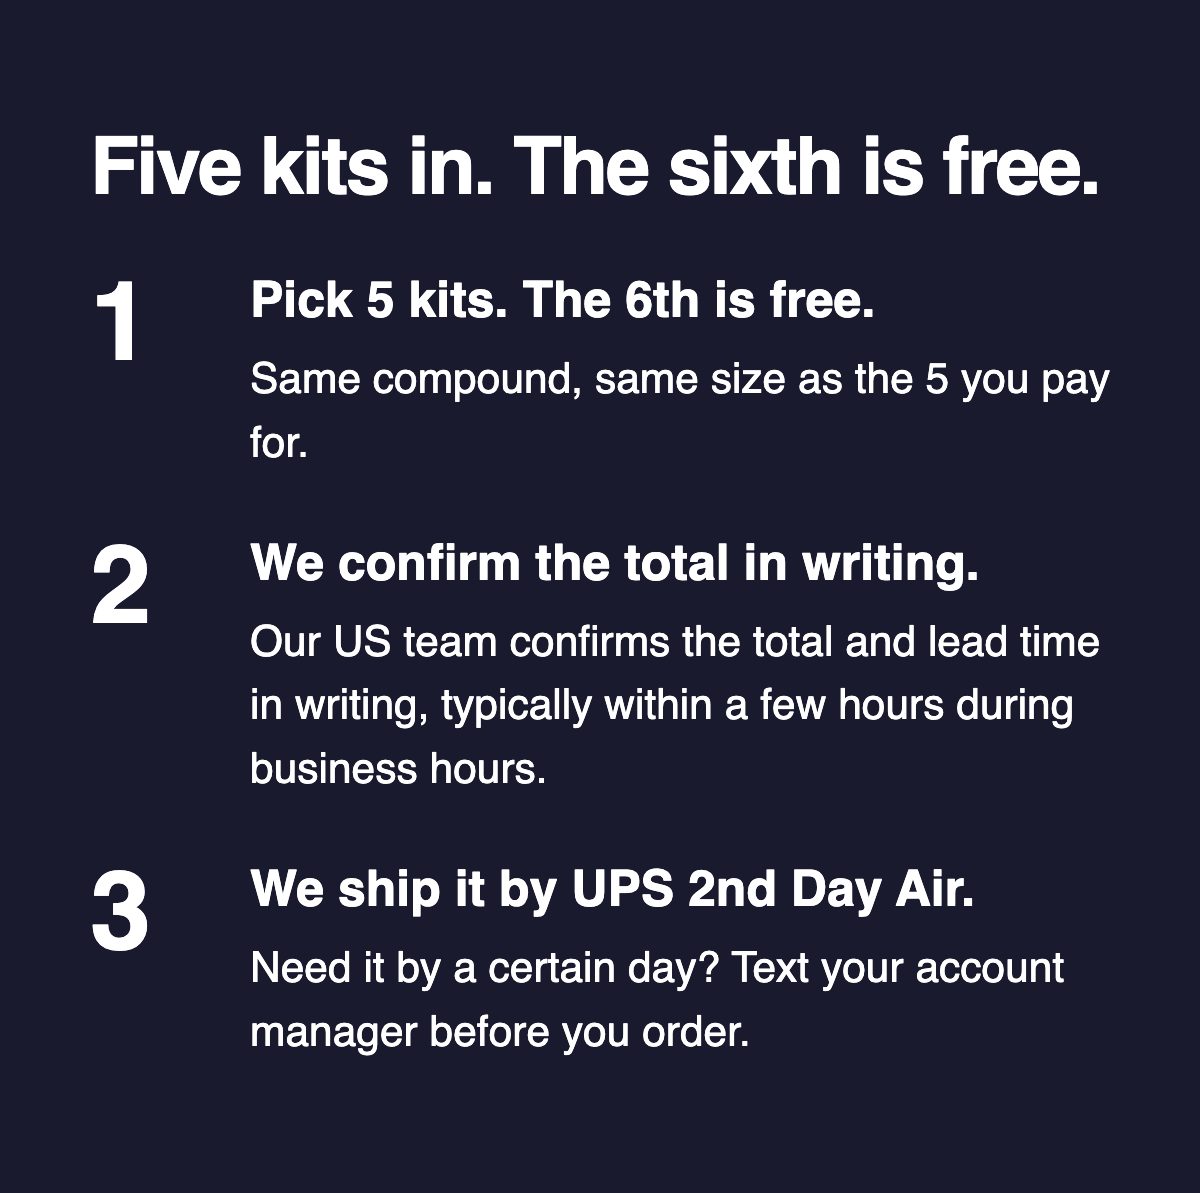 Five kits in. The sixth is free.
1
Pick 5 kits. The 6th is free.
Same compound, same size as the 5 you pay
for.
2
We confirm the total in writing.
Our US team confirms the total and lead time
in writing, typically within a few hours during
business hours.
3
We ship it by UPS 2nd Day Air.
Need it by a certain day? Text your account
manager before you order.